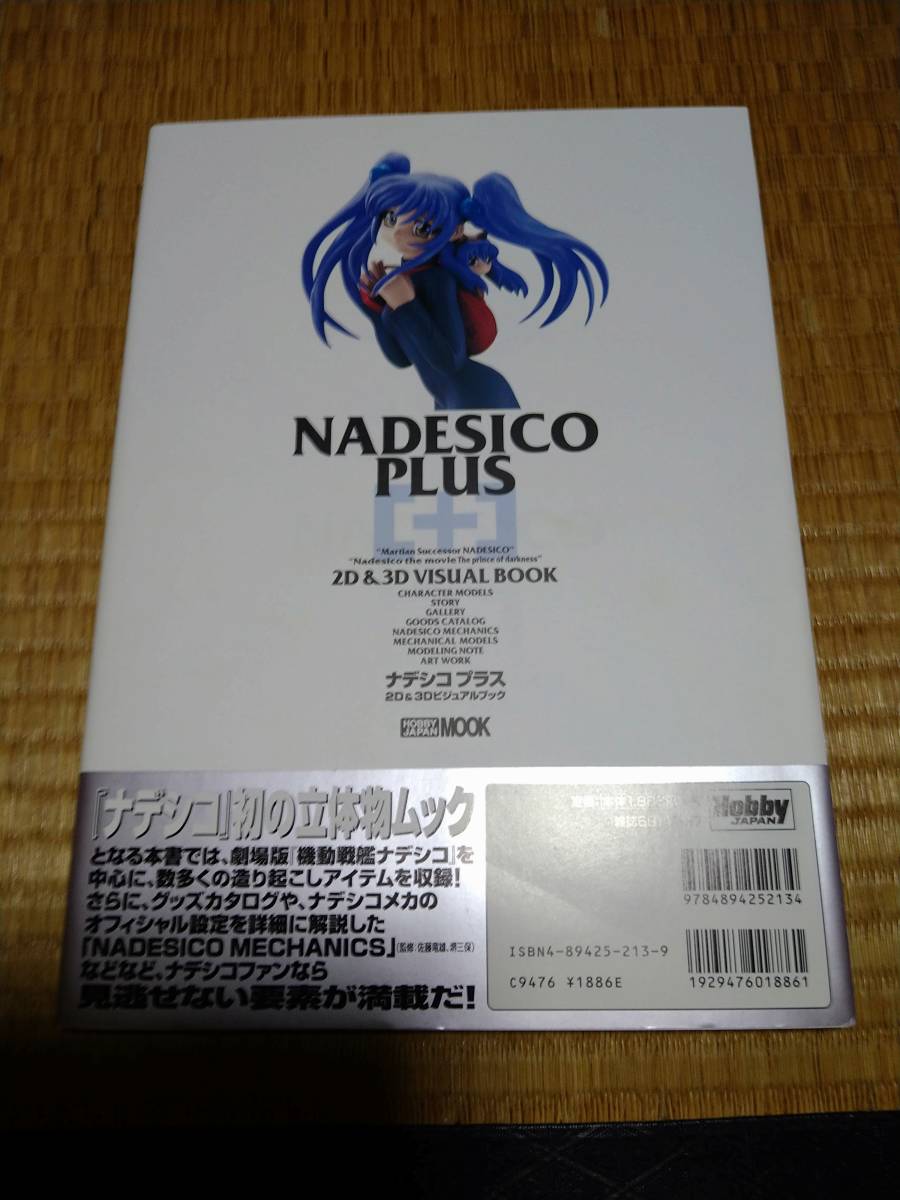 NADESICO
PLUS
[+]
"Martian Successor NADESICO"
"Nadesico the movie The prince of darkness"
2D & 3D VISUAL BOOK
CHARACTER MODELS
STORY
GALLERY
GOODS CATALOG
NADESICO MECHANICS
MECHANICAL MODELS
MODELING NOTE
ART WORK
ナデシコ プラス
2D&3Dビジュアルブック
HOBBY JAPAN MOOK
『ナデシコ』初の立体物ムック
となる本書では、劇場版『機動戦艦ナデシコ』を
中心に、数多くの造り起こしアイテムを収録!
さらに、グッズカタログや、ナデシコメカの
オフィシャル設定を詳細に解説した
「NADESICO MECHANICS」(監修:佐藤竜雄、堺三保)
などなど、ナデシコファンなら
見逃せない要素が満載だ!
Hobby
JAPAN
9784894252134
ISBN4-89425-213-9
C9476 ¥1886E
1929476018861